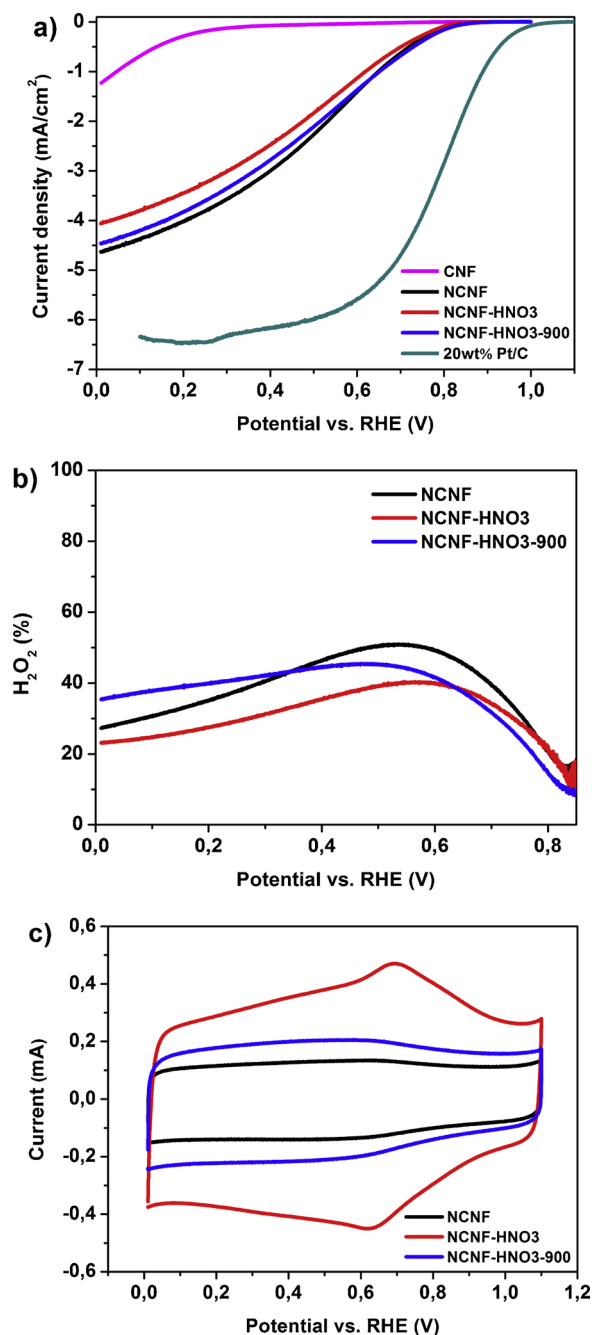 a)
0
-1
-2
-3
-4
-5
-6
-7
Current density (mA/cm²)
CNF
NCNF
NCNF-HNO3
NCNF-HNO3-900
20wt% Pt/C
0,0 0,2 0,4 0,6 0,8 1,0
Potential vs. RHE (V)
b)
100
80
60
40
20
0
H₂O₂ (%)
NCNF
NCNF-HNO3
NCNF-HNO3-900
0,0 0,2 0,4 0,6 0,8
Potential vs. RHE (V)
c)
0,6
0,4
0,2
0,0
-0,2
-0,4
-0,6
Current (mA)
NCNF
NCNF-HNO3
NCNF-HNO3-900
0,0 0,2 0,4 0,6 0,8 1,0 1,2
Potential vs. RHE (V)